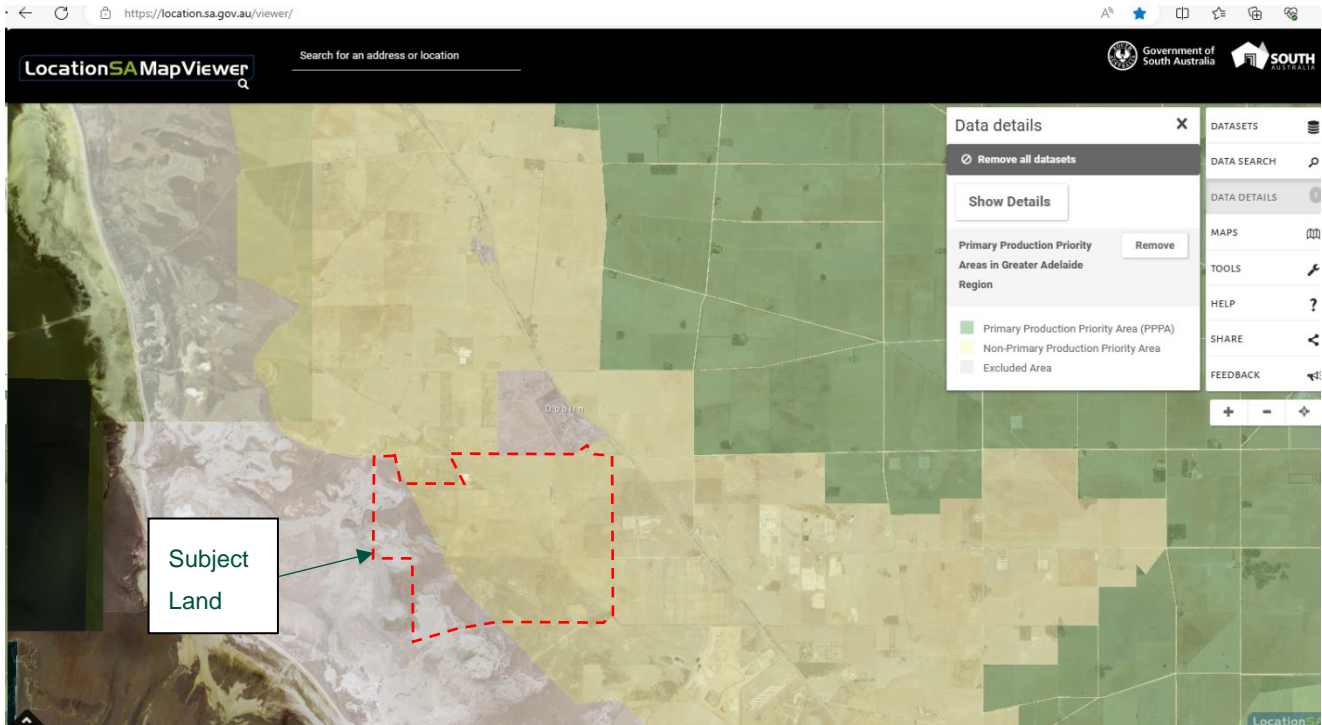 https://location.sa.gov.au/viewer/
A
LocationSAMapViewer
Search for an address or location
Government of
South Australia
SOUTH
AUSTRALIA
Data details
Remove all datasets
Show Details
Primary Production Priority
Areas in Greater Adelaide
Region
Remove
Primary Production Priority Area (PPPA)
Non-Primary Production Priority Area
Excluded Area
DATASETS
DATA SEARCH
DATA DETAILS
1
MAPS
TOOLS
HELP
?
SHARE
FEEDBACK
+ -
Dublin
Subject
Land
LocationSA